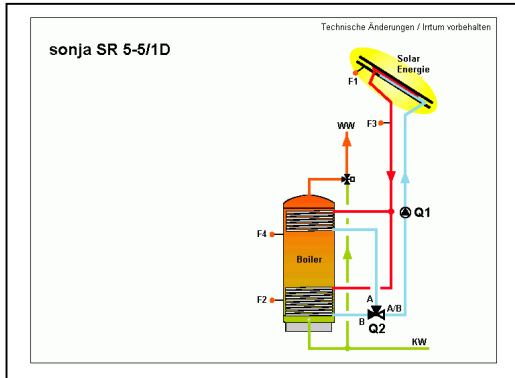 Technische Änderungen / Irrtum vorbehalten
sonja SR 5-5/1D
Solar
Energie
F1
F3
WW
Q1
F4
Boiler
F2
A
A/B
B
Q2
KW